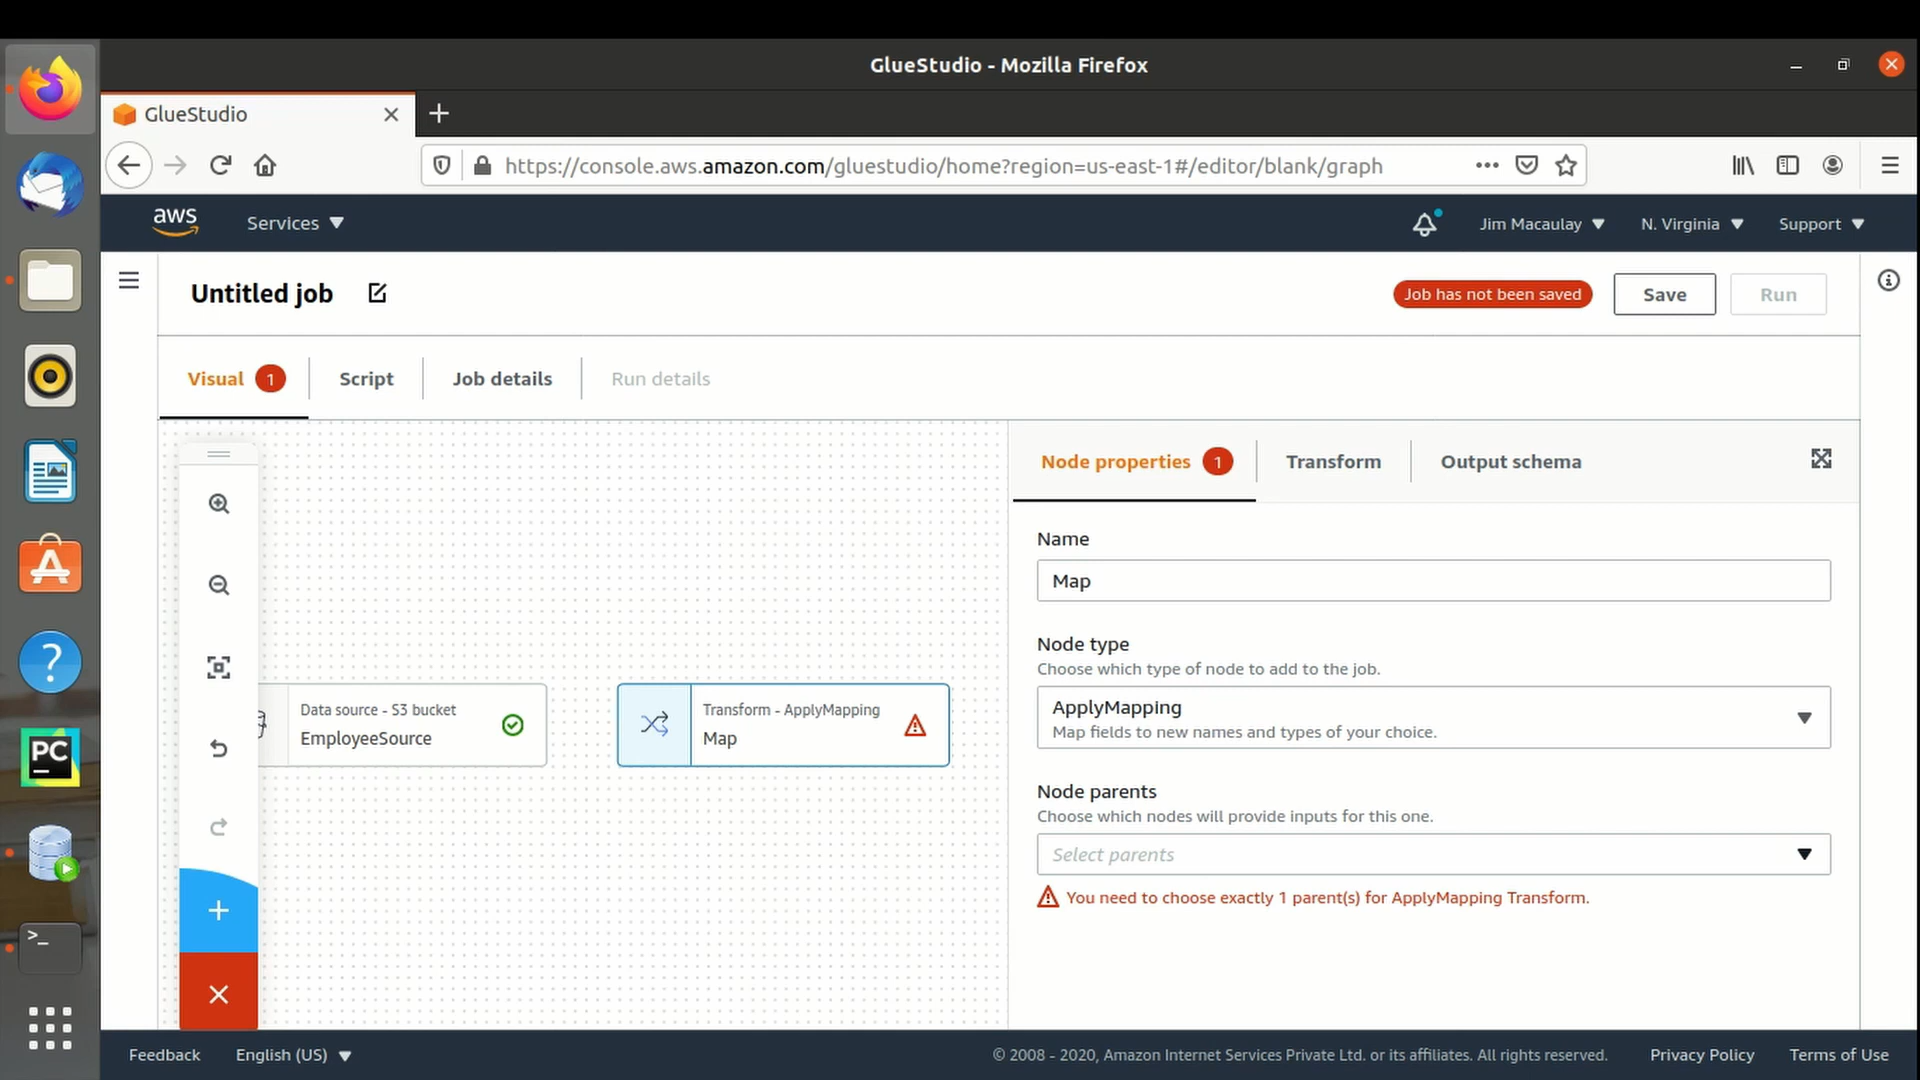 GlueStudio - Mozilla Firefox
GlueStudio
https://console.aws.amazon.com/gluestudio/home?region=us-east-1#/editor/blank/graph
aws
Services
Jim Macaulay
N. Virginia
Support
Untitled job
Job has not been saved
Save
Run
Visual 1
Script
Job details
Run details
Node properties 1
Transform
Output schema
Name
Map
Node type
Choose which type of node to add to the job.
ApplyMapping
Map fields to new names and types of your choice.
Node parents
Choose which nodes will provide inputs for this one.
Select parents
You need to choose exactly 1 parent(s) for ApplyMapping Transform.
Data source - S3 bucket
EmployeeSource
Transform - ApplyMapping
Map
PC
>_
Feedback
English (US)
© 2008 - 2020, Amazon Internet Services Private Ltd. or its affiliates. All rights reserved.
Privacy Policy
Terms of Use